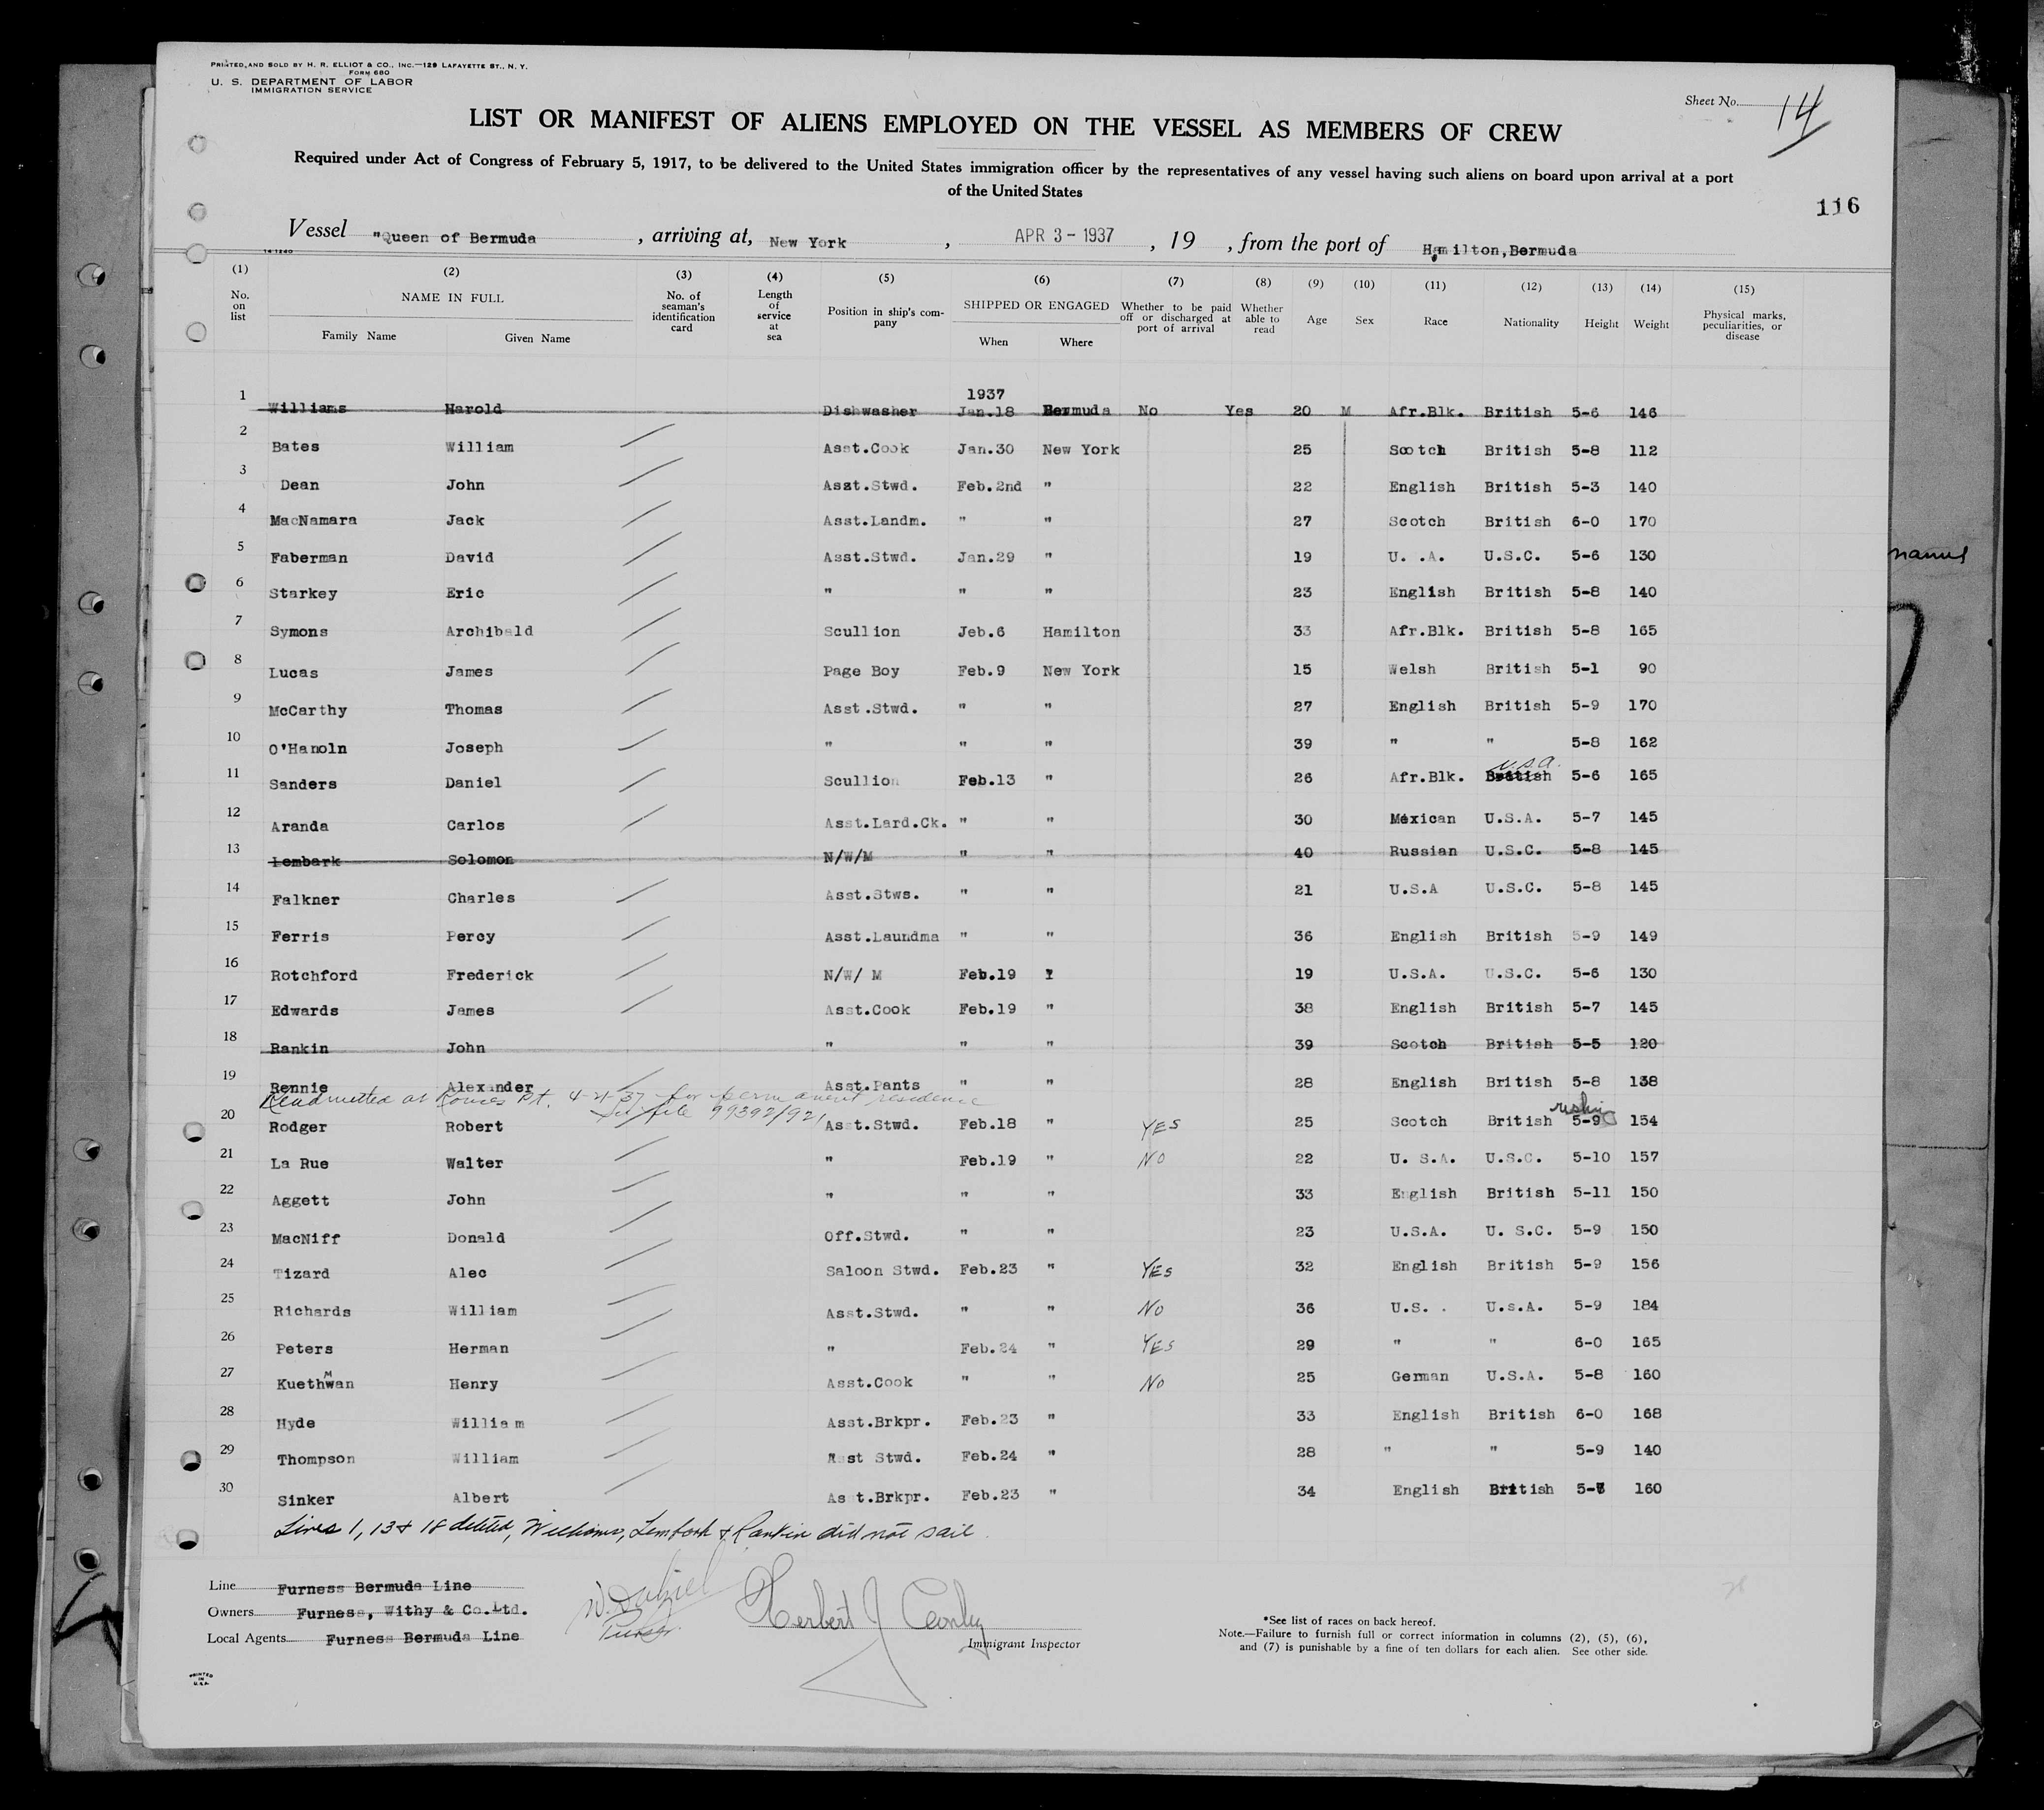 PRINTED AND SOLD BY H. R. ELLIOT & CO., INC.—129 LAFAYETTE ST., N. Y.
FORM 680
U. S. DEPARTMENT OF LABOR
IMMIGRATION SERVICE
Sheet No. 14
LIST OR MANIFEST OF ALIENS EMPLOYED ON THE VESSEL AS MEMBERS OF CREW
Required under Act of Congress of February 5, 1917, to be delivered to the United States immigration officer by the representatives of any vessel having such aliens on board upon arrival at a port
of the United States
116
Vessel "Queen of Bermuda , arriving at, New York , APR 3 - 1937 , 19 , from the port of Hamilton,Bermuda
14-1240
(1) (2) (3) (4) (5) (6) (7) (8) (9) (10) (11) (12) (13) (14) (15)
No. on list NAME IN FULL Family Name Given Name No. of seaman's identification card Length of service at sea Position in ship's company SHIPPED OR ENGAGED When Where Whether to be paid off or discharged at port of arrival Whether able to read Age Sex Race Nationality Height Weight Physical marks, peculiarities, or disease
1937
1 Williams Harold Dishwasher Jan.18 Bermuda No Yes 20 M Afr.Blk. British 5-6 146
2 Bates William Asst.Cook Jan.30 New York 25 Scotch British 5-8 112
3 Dean John Asst.Stwd. Feb.2nd " 22 English British 5-3 140
4 MacNamara Jack Asst.Landm. " " 27 Scotch British 6-0 170
5 Faberman David Asst.Stwd. Jan.29 " 19 U. .A. U.S.C. 5-6 130
6 Starkey Eric " " " 23 English British 5-8 140
7 Symons Archibald Scullion Jeb.6 Hamilton 33 Afr.Blk. British 5-8 165
8 Lucas James Page Boy Feb.9 New York 15 Welsh British 5-1 90
9 McCarthy Thomas Asst.Stwd. " " 27 English British 5-9 170
10 O'Hanoln Joseph " " " 39 " " 5-8 162
11 Sanders Daniel Scullion Feb.13 " 26 Afr.Blk. British U.S.A. 5-6 165
12 Aranda Carlos Asst.Lard.Ck. " " 30 Mexican U.S.A. 5-7 145
13 Lembark Solomon N/W/M " " 40 Russian U.S.C. 5-8 145
14 Falkner Charles Asst.Stws. " " 21 U.S.A U.S.C. 5-8 145
15 Ferris Percy Asst.Laundma " " 36 English British 5-9 149
16 Rotchford Frederick N/W/ M Feb.19 " 19 U.S.A. U.S.C. 5-6 130
17 Edwards James Asst.Cook Feb.19 " 38 English British 5-7 145
18 Rankin John " " " 39 Scotch British 5-5 120
19 Rennie Alexander Asst.Pants " " 28 English British 5-8 138
Readmitted at Rouses Pt. 4-4-37 for permanent residence
See file 99392/921
20 Rodger Robert Asst.Stwd. Feb.18 " YES 25 Scotch British 5-9 154
21 La Rue Walter " Feb.19 " NO 22 U. S.A. U.S.C. 5-10 157
22 Aggett John " " " 33 English British 5-11 150
23 MacNiff Donald Off.Stwd. " " 23 U.S.A. U. S.C. 5-9 150
24 Tizard Alec Saloon Stwd. Feb.23 " YES 32 English British 5-9 156
25 Richards William Asst.Stwd. " " NO 36 U.S. . U.s.A. 5-9 184
26 Peters Herman " Feb.24 " YES 29 " " 6-0 165
27 Kuethwan M Henry Asst.Cook " " NO 25 German U.S.A. 5-8 160
28 Hyde William Asst.Brkpr. Feb.23 " 33 English British 6-0 168
29 Thompson William Asst Stwd. Feb.24 " 28 " " 5-9 140
30 Sinker Albert Asst.Brkpr. Feb.23 " 34 English British 160
Lines 1, 13 & 18 deleted, Williams, Lembark & Rankin did not sail.
Line Furness Bermuda Line
Owners Furness, Withy & Co.Ltd.
Local Agents Furness Bermuda Line
Purser
Herbert J Conly
Immigrant Inspector
*See list of races on back hereof.
Note.—Failure to furnish full or correct information in columns (2), (5), (6),
and (7) is punishable by a fine of ten dollars for each alien. See other side.
PRINTED
IN
U.S.A.